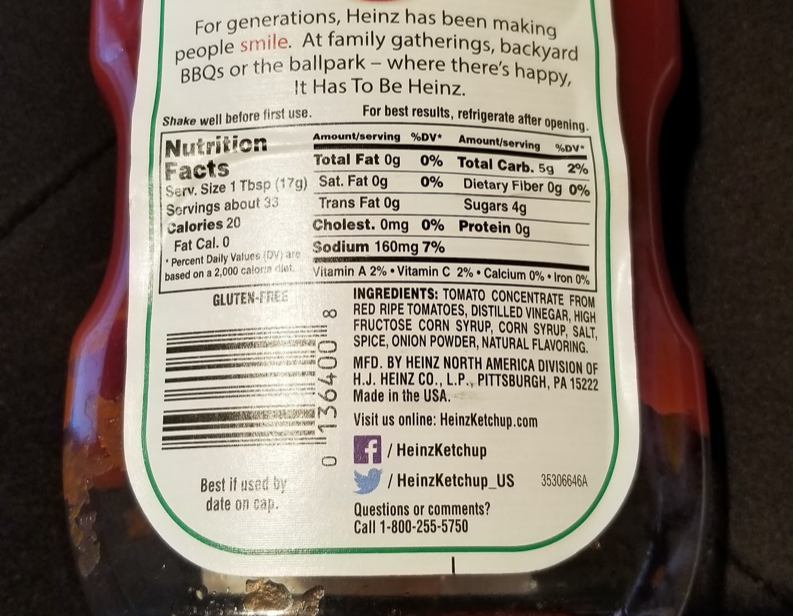 For generations, Heinz has been making
people smile. At family gatherings, backyard
BBQs or the ballpark – where there's happy,
It Has To Be Heinz.
Shake well before first use. For best results, refrigerate after opening.
Nutrition
Facts
Serv. Size 1 Tbsp (17g)
Servings about 33
Calories 20
Fat Cal. 0
* Percent Daily Values (DV) are
based on a 2,000 calorie diet.
Amount/serving %DV* Amount/serving %DV*
Total Fat 0g 0% Total Carb. 5g 2%
Sat. Fat 0g 0% Dietary Fiber 0g 0%
Trans Fat 0g Sugars 4g
Cholest. 0mg 0% Protein 0g
Sodium 160mg 7%
Vitamin A 2% • Vitamin C 2% • Calcium 0% • Iron 0%
GLUTEN-FREE
0 136400 8
Best if used by
date on cap.
INGREDIENTS: TOMATO CONCENTRATE FROM
RED RIPE TOMATOES, DISTILLED VINEGAR, HIGH
FRUCTOSE CORN SYRUP, CORN SYRUP, SALT,
SPICE, ONION POWDER, NATURAL FLAVORING.
MFD. BY HEINZ NORTH AMERICA DIVISION OF
H.J. HEINZ CO., L.P., PITTSBURGH, PA 15222
Made in the USA.
Visit us online: HeinzKetchup.com
f / HeinzKetchup
/ HeinzKetchup_US 35306646A
Questions or comments?
Call 1-800-255-5750